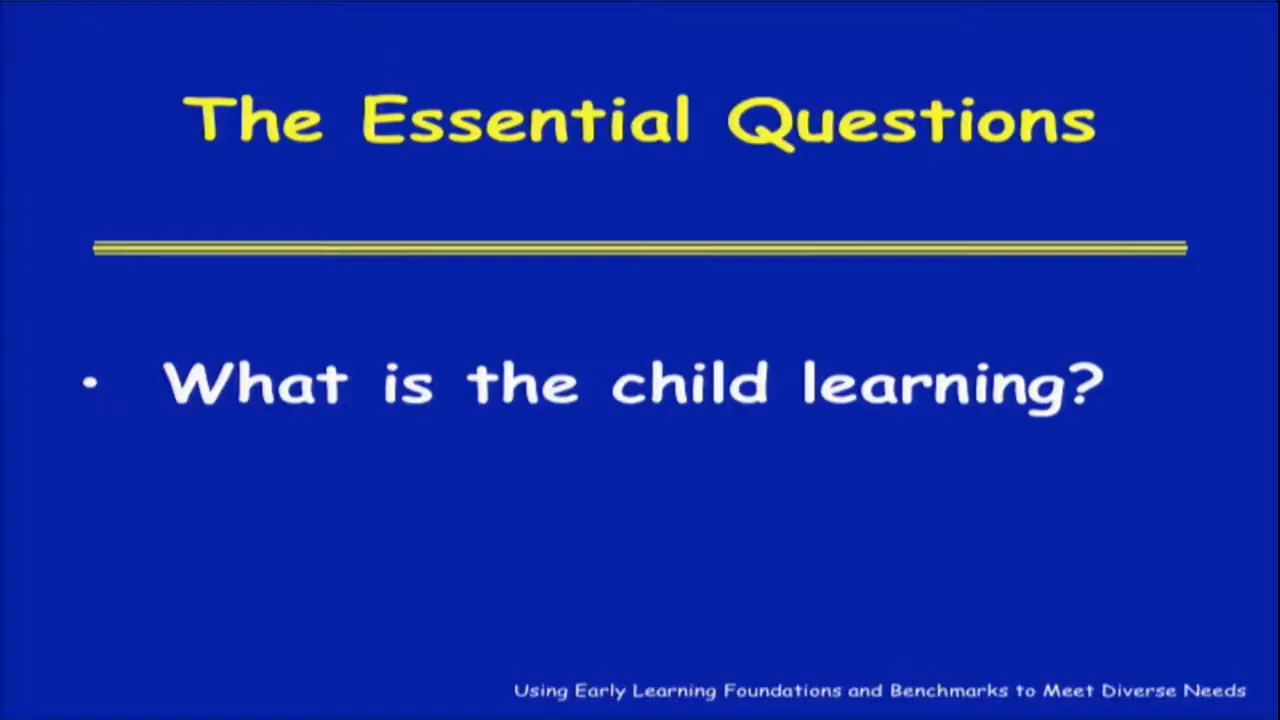 The Essential Questions
• What is the child learning?
Using Early Learning Foundations and Benchmarks to Meet Diverse Needs